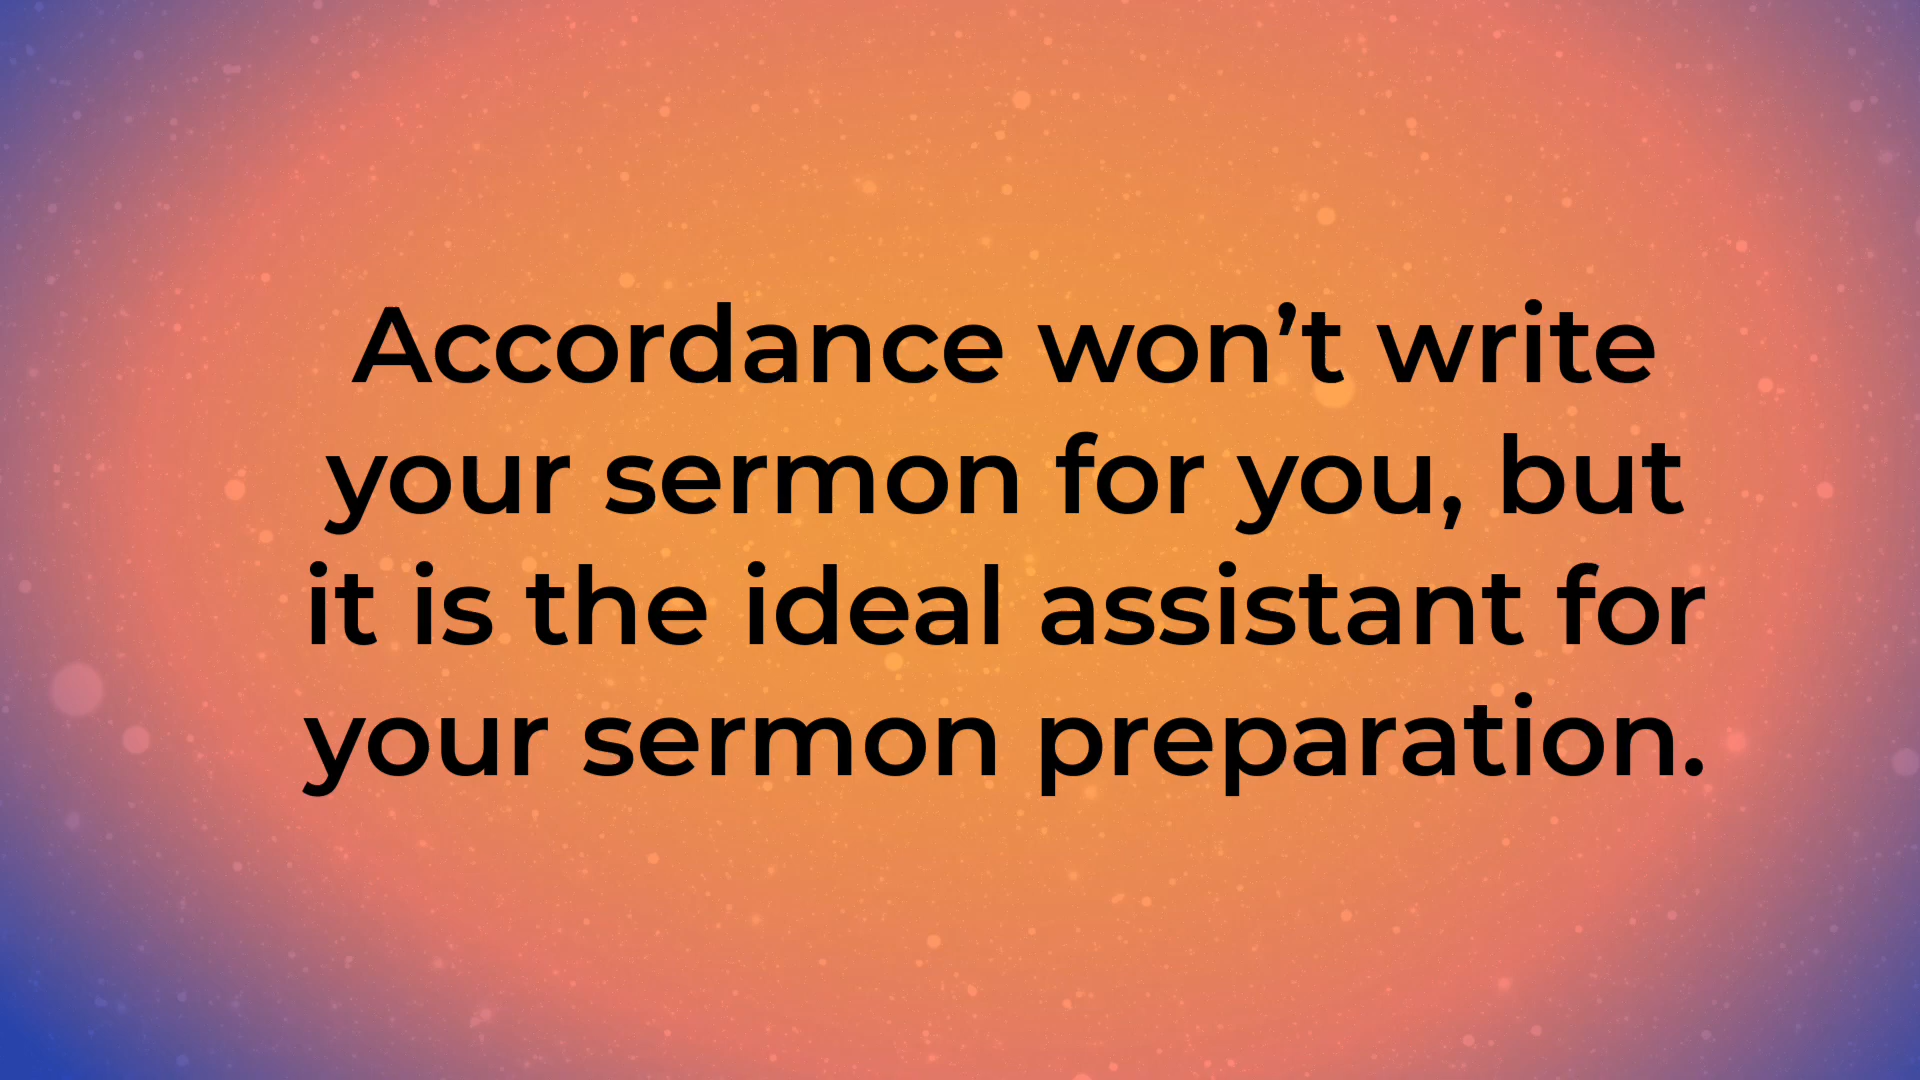 Accordance won’t write
your sermon for you, but
it is the ideal assistant for
your sermon preparation.